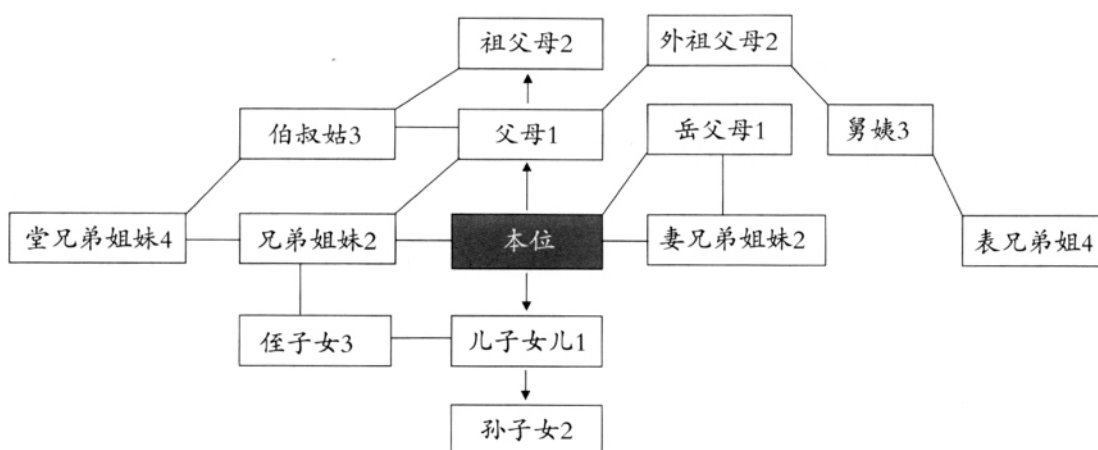 祖父母2
外祖父母2
伯叔姑3
父母1
岳父母1
舅姨3
堂兄弟姐妹4
兄弟姐妹2
本位
妻兄弟姐妹2
表兄弟姐4
侄子女3
儿子女儿1
孙子女2